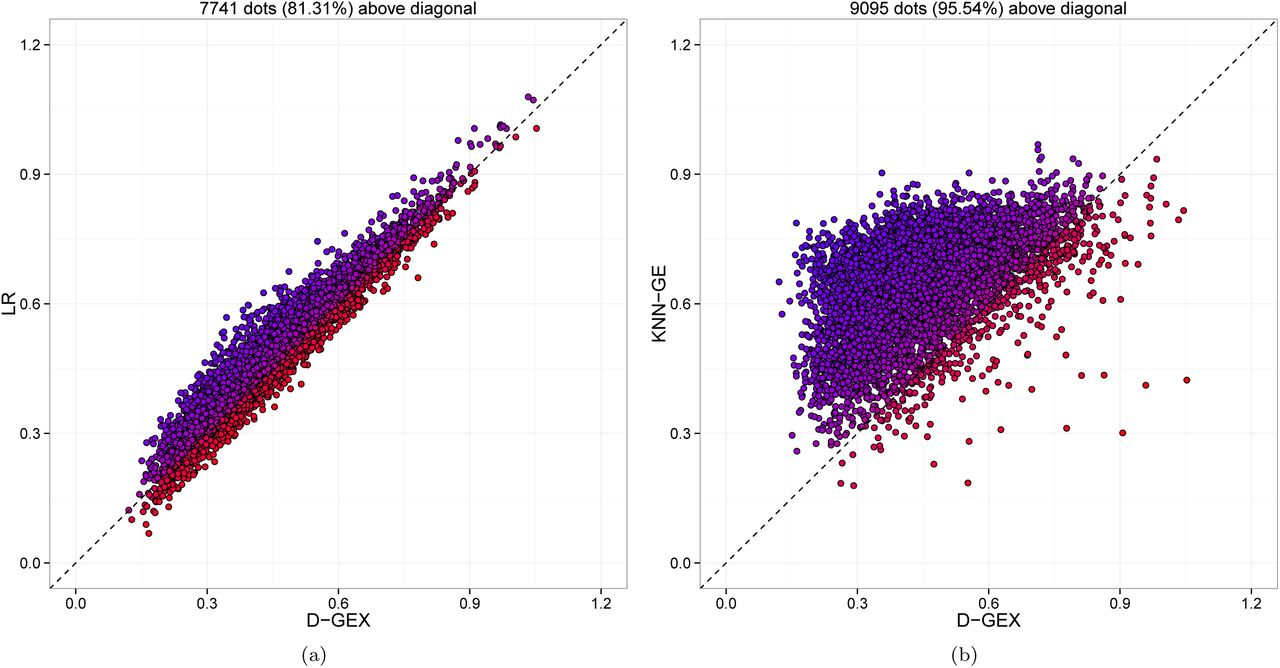 7741 dots (81.31%) above diagonal
LR
1.2
0.9
0.6
0.3
0.0
0.0 0.3 0.6 0.9 1.2
D−GEX
(a)
9095 dots (95.54%) above diagonal
KNN−GE
1.2
0.9
0.6
0.3
0.0
0.0 0.3 0.6 0.9 1.2
D−GEX
(b)